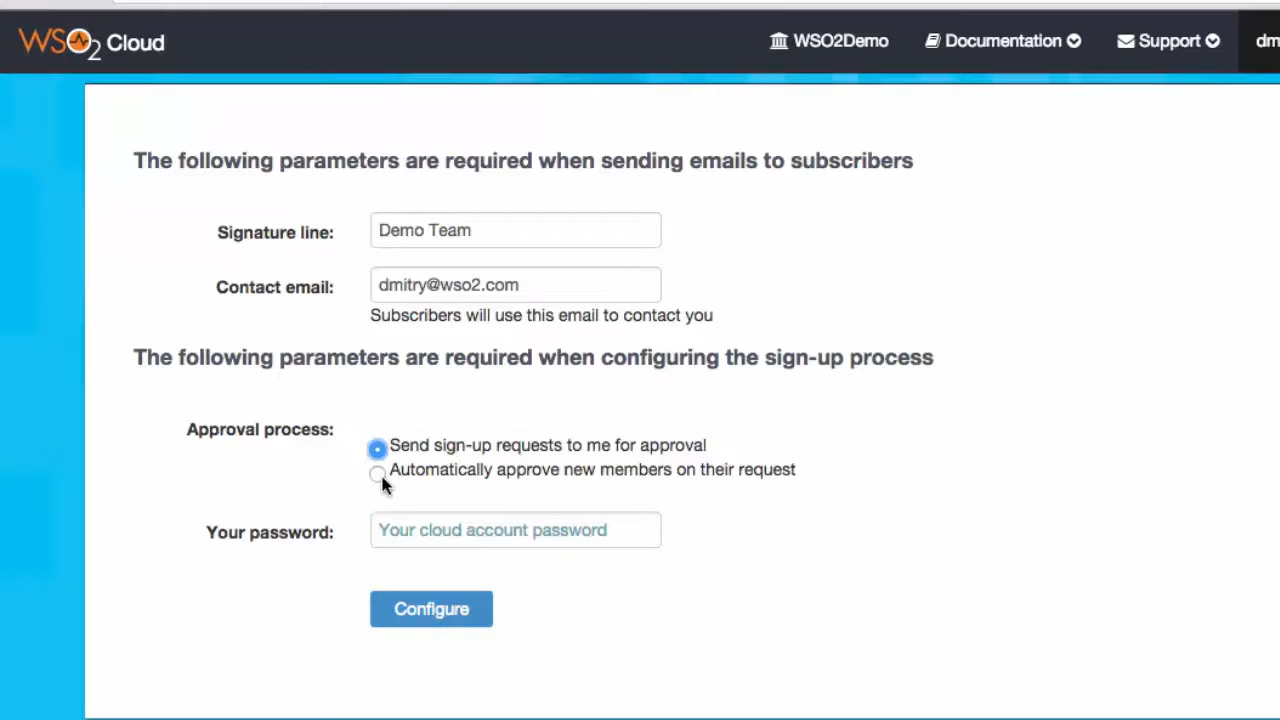 WSO2 Cloud
WSO2Demo
Documentation
Support
dm
The following parameters are required when sending emails to subscribers
Signature line:
Demo Team
Contact email:
dmitry@wso2.com
Subscribers will use this email to contact you
The following parameters are required when configuring the sign-up process
Approval process:
Send sign-up requests to me for approval
Automatically approve new members on their request
Your password:
Your cloud account password
Configure